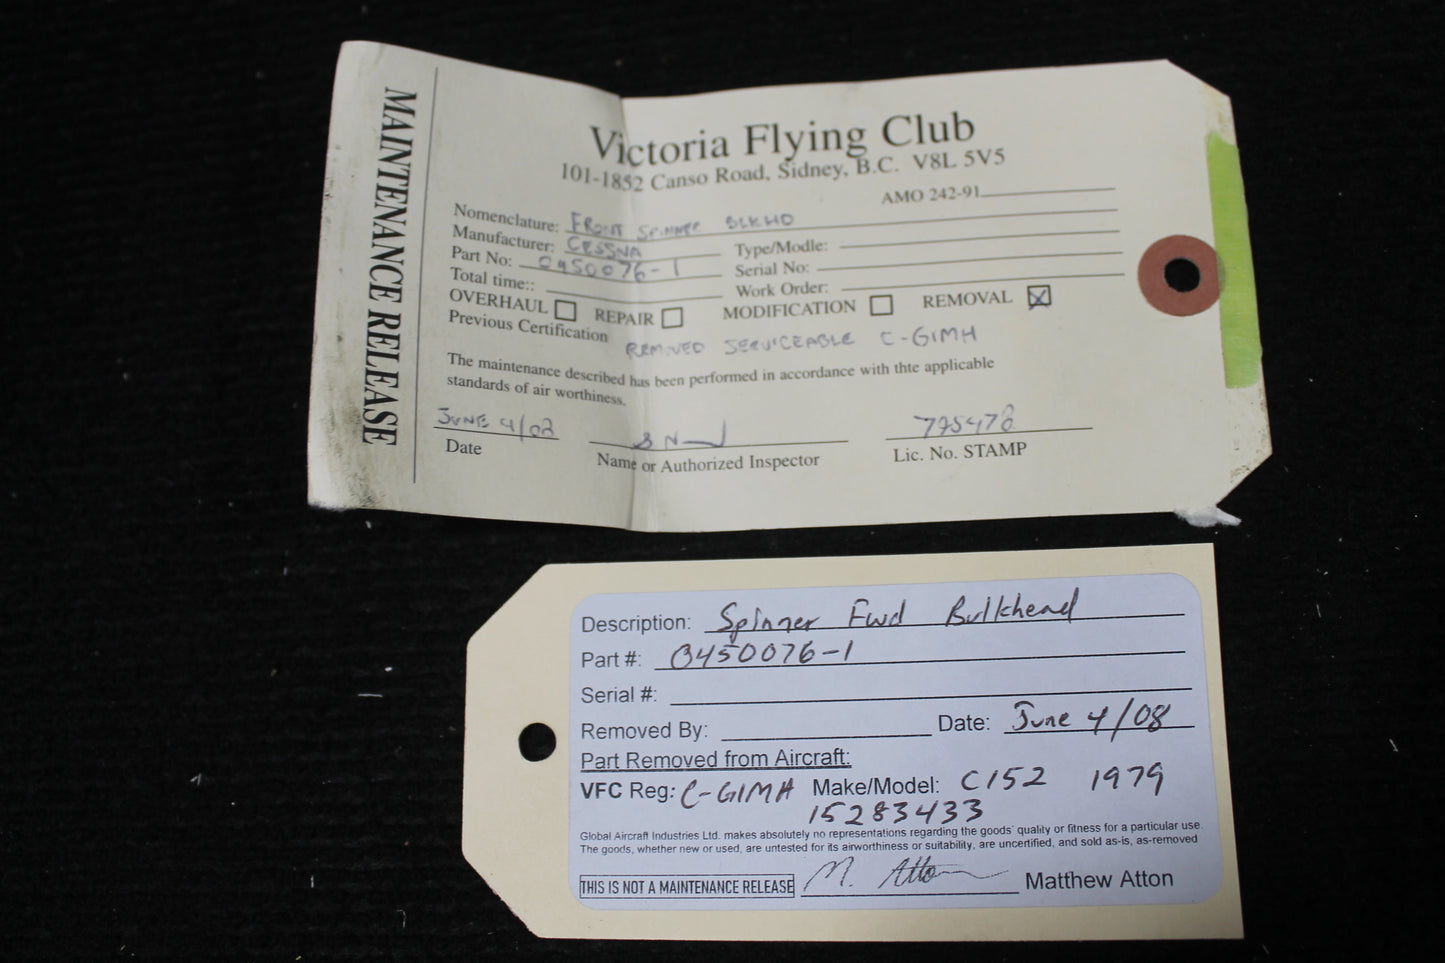 MAINTENANCE RELEASE
Victoria Flying Club
101-1852 Canso Road, Sidney, B.C. V8L 5V5
AMO 242-91
Nomenclature: FRONT SPINNER BLKHD
Manufacturer: CESSNA Type/Modle:
Part No: 0450076-1 Serial No:
Total time:: Work Order:
OVERHAUL REPAIR MODIFICATION REMOVAL
Previous Certification
REMOVED SERVICEABLE C-GIMH
The maintenance described has been performed in accordance with thte applicable
standards of air worthiness.
JUNE 4/02 775478
Date Name or Authorized Inspector Lic. No. STAMP
Description: Spinner Fwd Bulkhead
Part #: 0450076-1
Serial #:
Removed By: Date: June 4/08
Part Removed from Aircraft:
VFC Reg: C-GIMH Make/Model: C152 1979
15283433
Global Aircraft Industries Ltd. makes absolutely no representations regarding the goods' quality or fitness for a particular use.
The goods, whether new or used, are untested for its airworthiness or suitability, are uncertified, and sold as-is, as-removed
THIS IS NOT A MAINTENANCE RELEASE M. Atton Matthew Atton